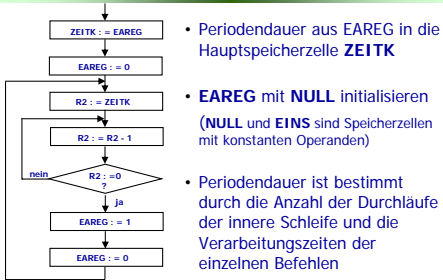 ZEITK : = EAREG
EAREG : = 0
R2 : = ZEITK
R2 : = R2 - 1
nein
R2 : =0
?
ja
EAREG : = 1
EAREG : = 0
• Periodendauer aus EAREG in die
Hauptspeicherzelle ZEITK
• EAREG mit NULL initialisieren
(NULL und EINS sind Speicherzellen
mit konstanten Operanden)
• Periodendauer ist bestimmt
durch die Anzahl der Durchläufe
der innere Schleife und die
Verarbeitungszeiten der
einzelnen Befehlen